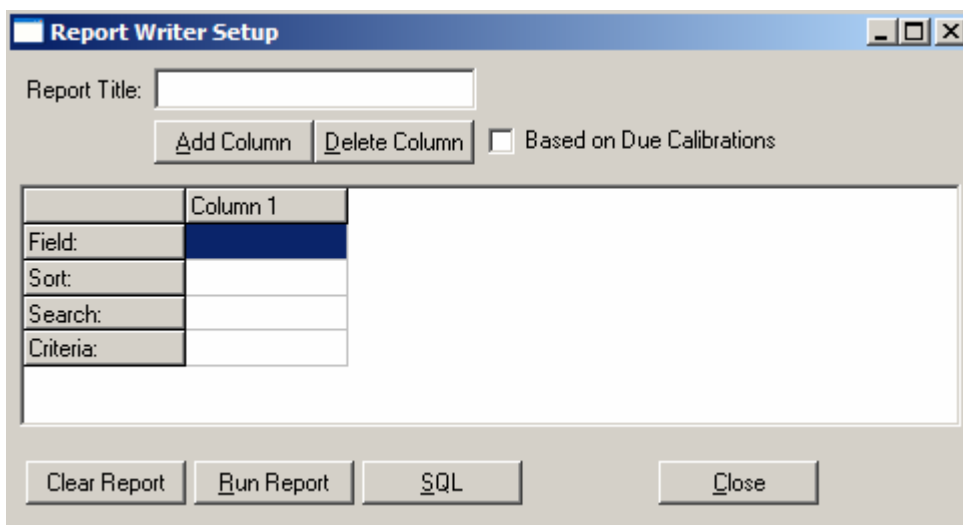 Report Writer Setup
Report Title:
Add Column Delete Column Based on Due Calibrations
Column 1
Field:
Sort:
Search:
Criteria:
Clear Report Run Report SQL Close